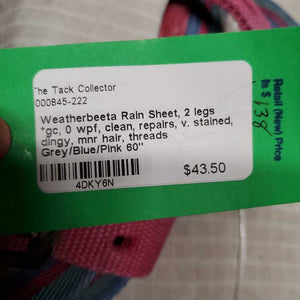 The Tack Collector
000845-222
Weatherbeeta Rain Sheet, 2 legs
*gc, 0 wpf, clean, repairs, v. stained,
dingy, mnr hair, threads
Grey/Blue/Pink 60"
$43.50
4DKY6N
Retail (New) Price
Is $138